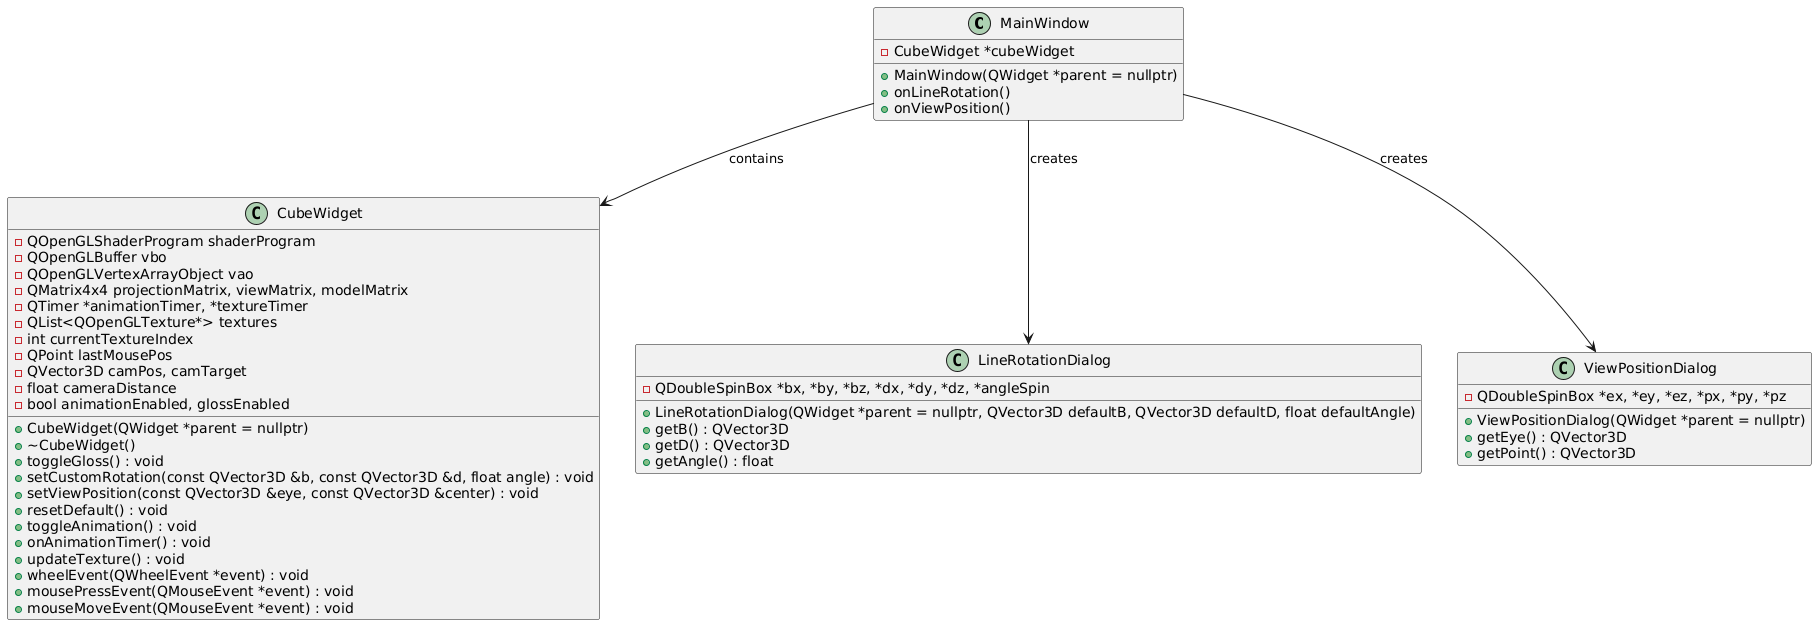 C MainWindow
CubeWidget *cubeWidget
MainWindow(QWidget *parent = nullptr)
onLineRotation()
onViewPosition()
contains
creates
creates
C CubeWidget
QOpenGLShaderProgram shaderProgram
QOpenGLBuffer vbo
QOpenGLVertexArrayObject vao
QMatrix4x4 projectionMatrix, viewMatrix, modelMatrix
QTimer *animationTimer, *textureTimer
QList<QOpenGLTexture*> textures
int currentTextureIndex
QPoint lastMousePos
QVector3D camPos, camTarget
float cameraDistance
bool animationEnabled, glossEnabled
CubeWidget(QWidget *parent = nullptr)
~CubeWidget()
toggleGloss() : void
setCustomRotation(const QVector3D &b, const QVector3D &d, float angle) : void
setViewPosition(const QVector3D &eye, const QVector3D &center) : void
resetDefault() : void
toggleAnimation() : void
onAnimationTimer() : void
updateTexture() : void
wheelEvent(QWheelEvent *event) : void
mousePressEvent(QMouseEvent *event) : void
mouseMoveEvent(QMouseEvent *event) : void
C LineRotationDialog
QDoubleSpinBox *bx, *by, *bz, *dx, *dy, *dz, *angleSpin
LineRotationDialog(QWidget *parent = nullptr, QVector3D defaultB, QVector3D defaultD, float defaultAngle)
getB() : QVector3D
getD() : QVector3D
getAngle() : float
C ViewPositionDialog
QDoubleSpinBox *ex, *ey, *ez, *px, *py, *pz
ViewPositionDialog(QWidget *parent = nullptr)
getEye() : QVector3D
getPoint() : QVector3D